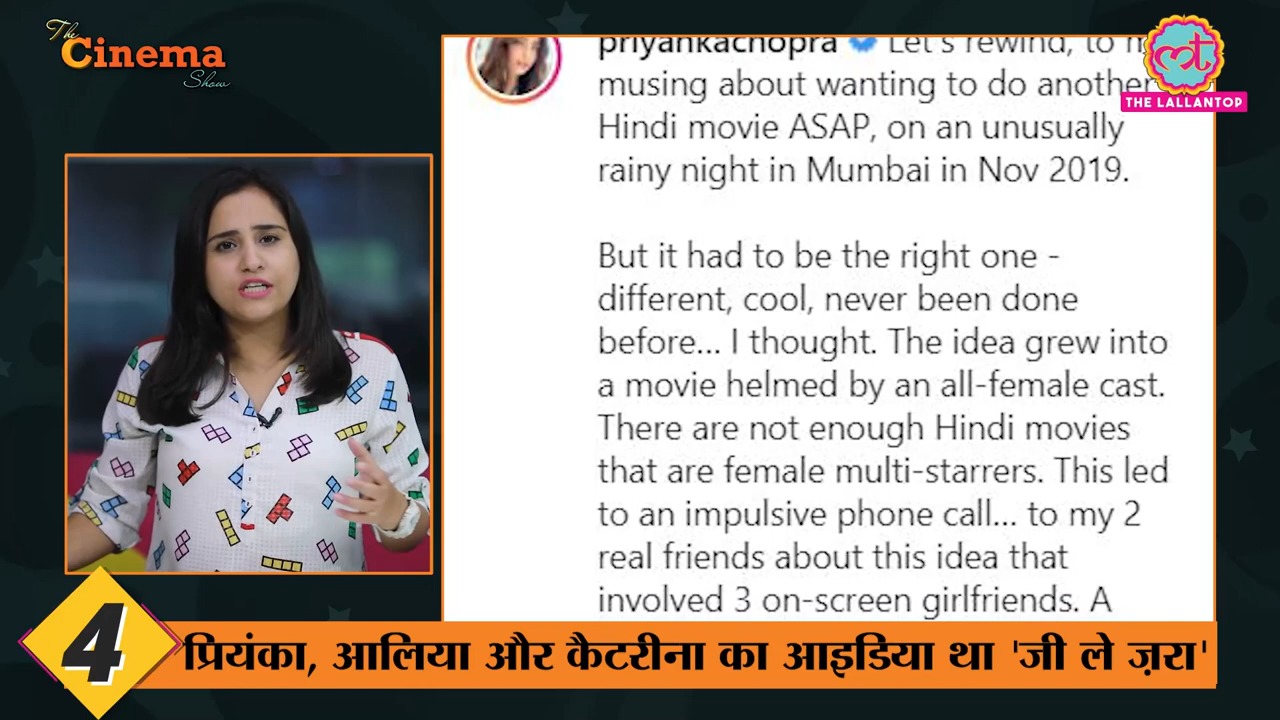 The
Cinema
Show
THE LALLANTOP
priyankachopra Let's rewind, to
musing about wanting to do another
Hindi movie ASAP, on an unusually
rainy night in Mumbai in Nov 2019.
But it had to be the right one -
different, cool, never been done
before... I thought. The idea grew into
a movie helmed by an all-female cast.
There are not enough Hindi movies
that are female multi-starrers. This led
to an impulsive phone call... to my 2
real friends about this idea that
involved 3 on-screen girlfriends. A
4
प्रियंका, आलिया और कैटरीना का आइडिया था 'जी ले ज़रा'